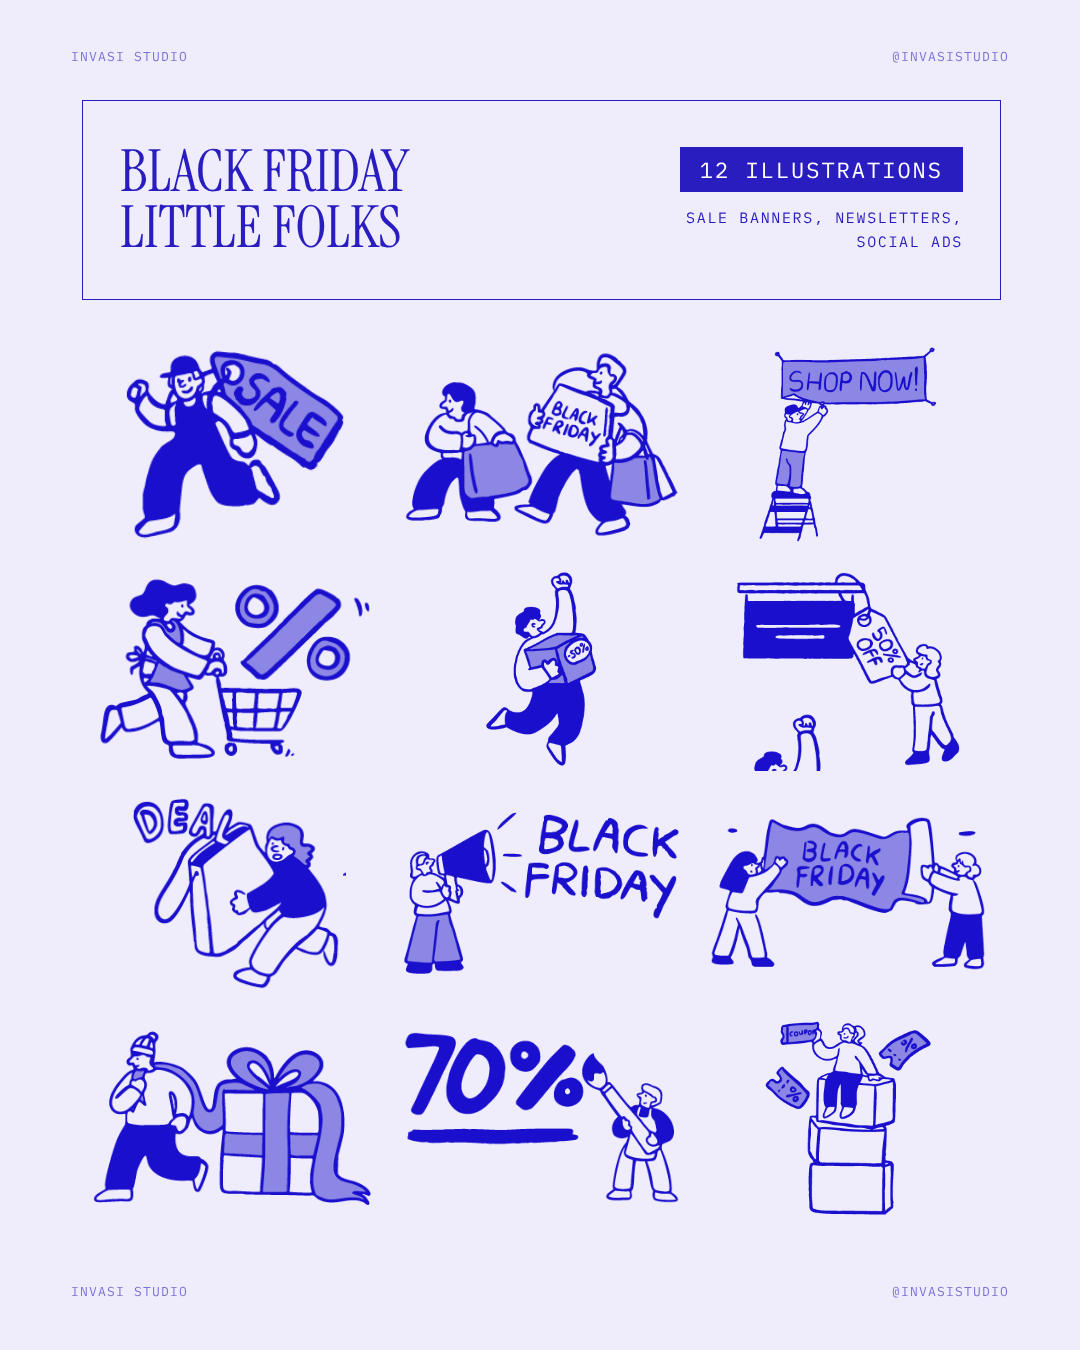 INVASI STUDIO
@INVASISTUDIO
BLACK FRIDAY
LITTLE FOLKS
12 ILLUSTRATIONS
SALE BANNERS, NEWSLETTERS,
SOCIAL ADS
SALE
BLACK
FRIDAY
SHOP NOW!
%
-50%
50%
OFF
DEAL
BLACK
FRIDAY
BLACK
FRIDAY
70%
COUPON
%
%
INVASI STUDIO
@INVASISTUDIO